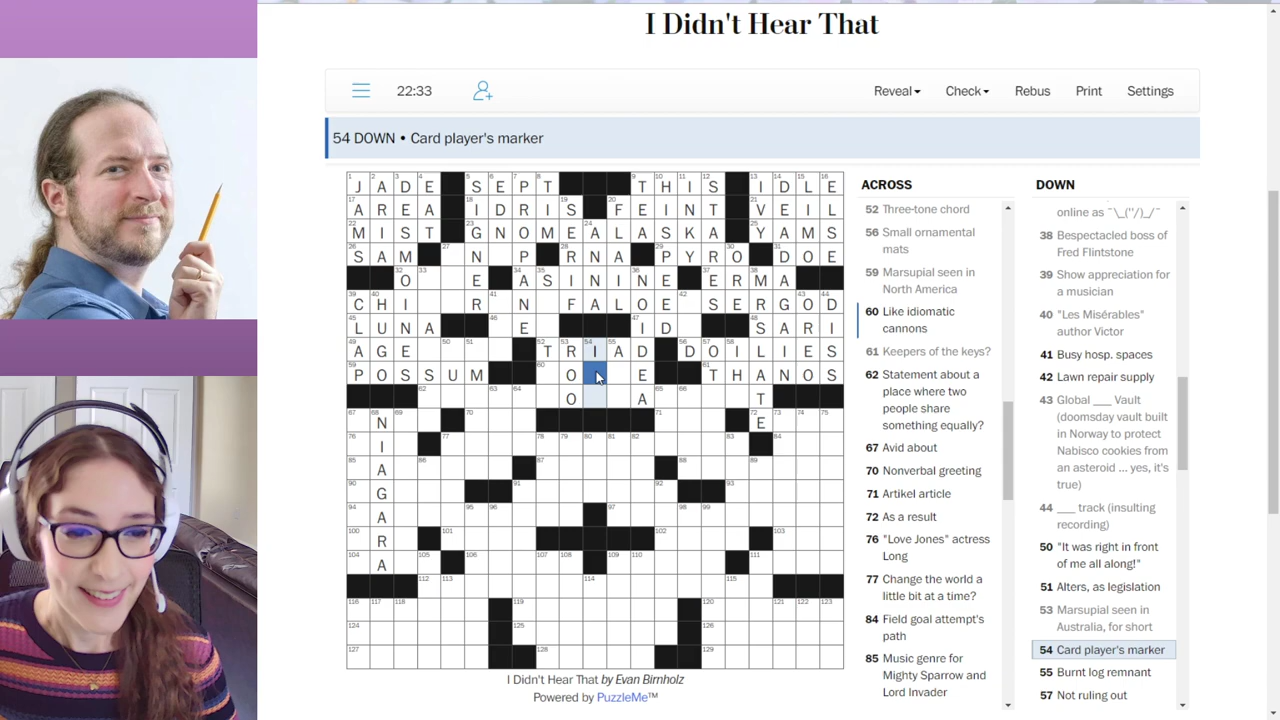 I Didn't Hear That
22:33
Reveal
Check
Rebus
Print
Settings
54 DOWN • Card player's marker
J A D E S E P T T H I S I D L E
A R E A I D R I S F E I N T V E I L
M I S T G N O M E A L A S K A Y A M S
S A M N P R N A P Y R O D O E
O E A S I N I N E E R M A
C H I R N F A L O E S E R G O D
L U N A E I D S A R I
A G E T R I A D D O I L I E S
P O S S U M O E T H A N O S
O A T
N E
I
A
G
A
R
A
I Didn't Hear That by Evan Birnholz
Powered by PuzzleMe™
ACROSS
52 Three-tone chord
56 Small ornamental
mats
59 Marsupial seen in
North America
60 Like idiomatic
cannons
61 Keepers of the keys?
62 Statement about a
place where two
people share
something equally?
67 Avid about
70 Nonverbal greeting
71 Artikel article
72 As a result
76 "Love Jones" actress
Long
77 Change the world a
little bit at a time?
84 Field goal attempt's
path
85 Music genre for
Mighty Sparrow and
Lord Invader
DOWN
online as ¯\_(''/)_/¯
38 Bespectacled boss of
Fred Flintstone
39 Show appreciation for
a musician
40 "Les Misérables"
author Victor
41 Busy hosp. spaces
42 Lawn repair supply
43 Global ___ Vault
(doomsday vault built
in Norway to protect
Nabisco cookies from
an asteroid ... yes, it's
true)
44 ___ track (insulting
recording)
50 "It was right in front
of me all along!"
51 Alters, as legislation
53 Marsupial seen in
Australia, for short
54 Card player's marker
55 Burnt log remnant
57 Not ruling out